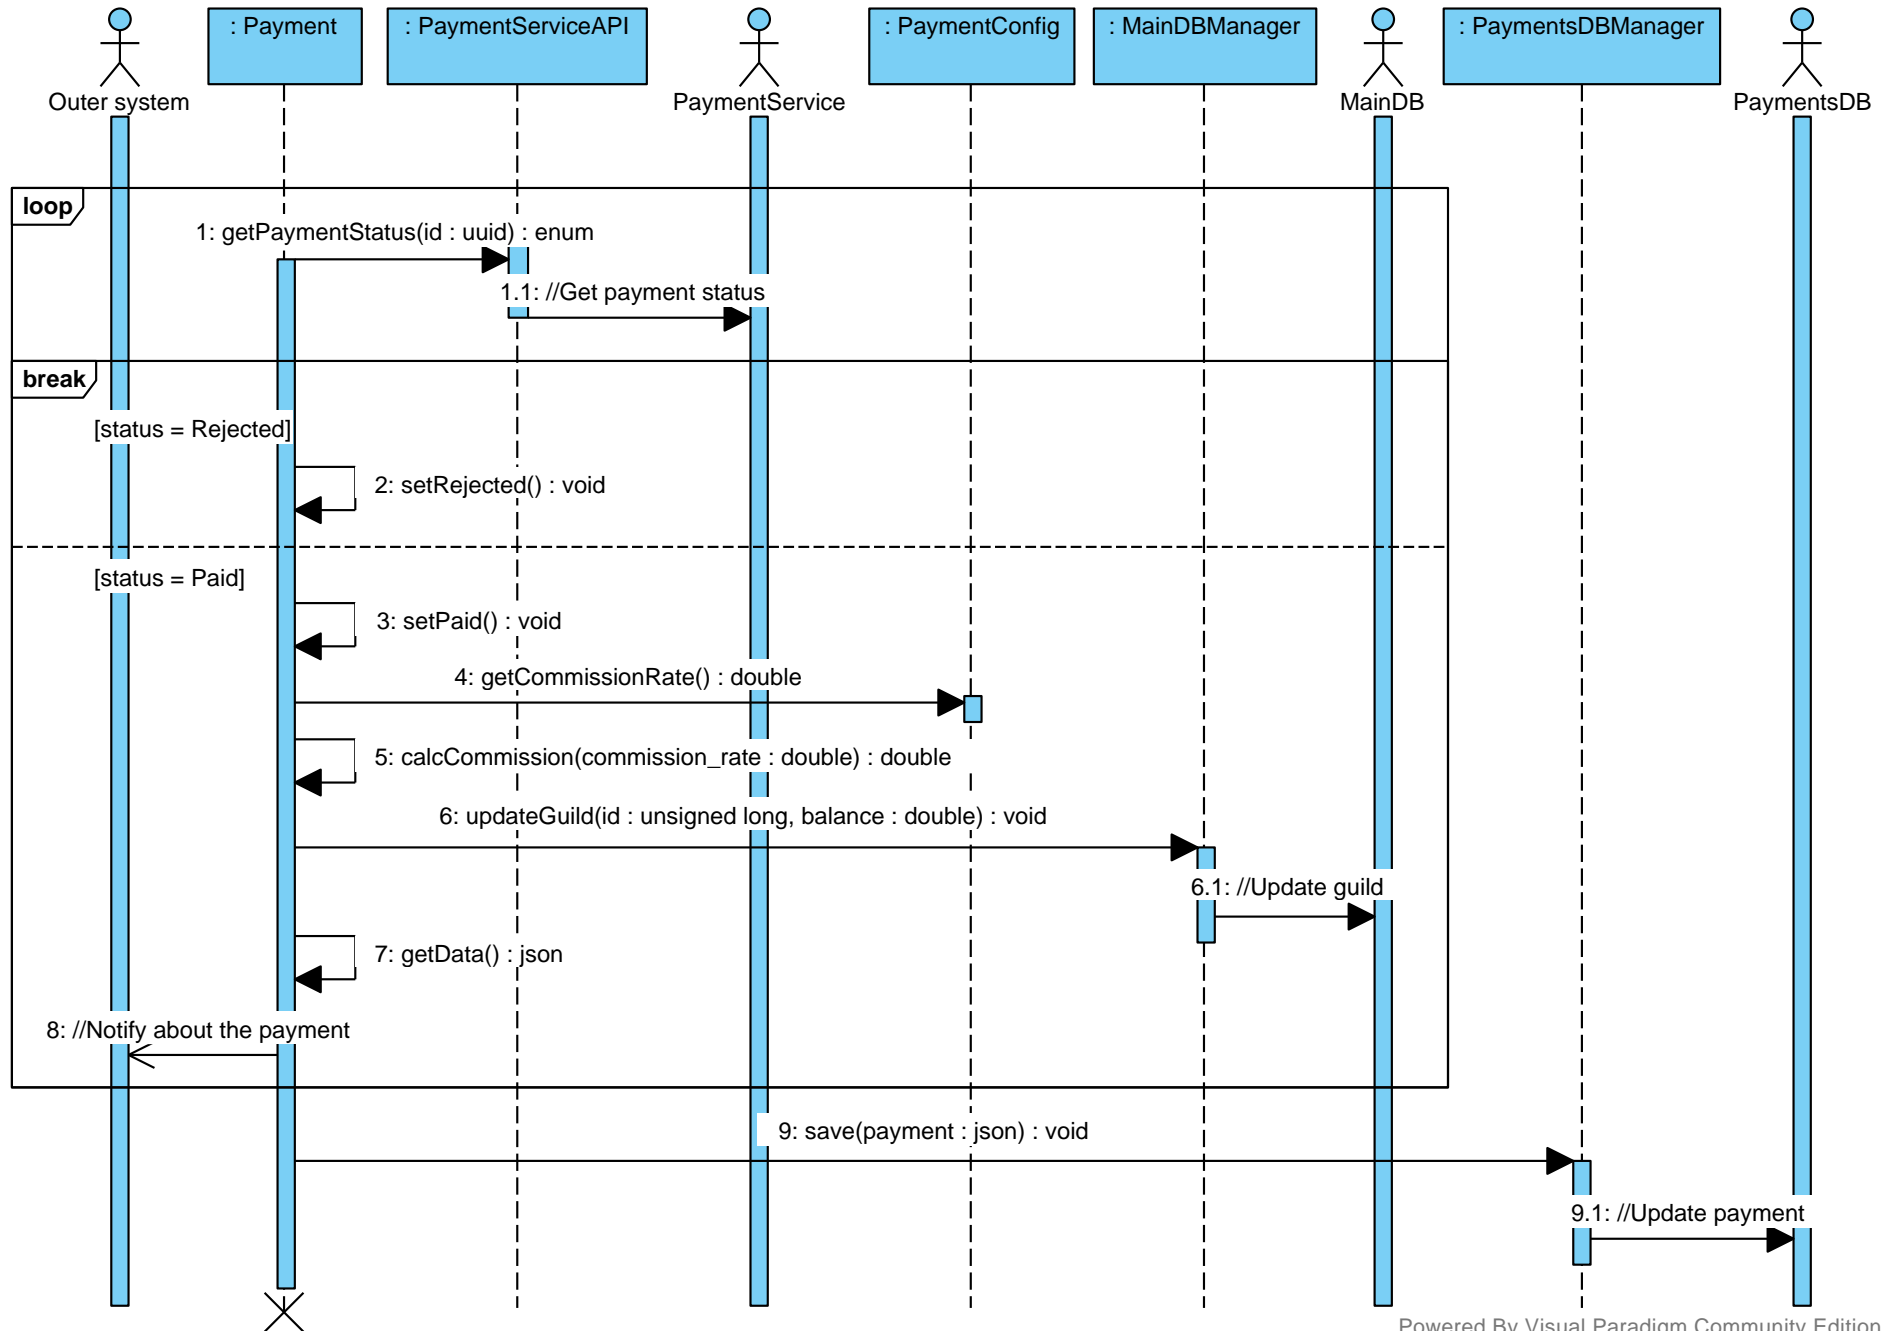 : Payment
: PaymentServiceAPI
: PaymentConfig
: MainDBManager
: PaymentsDBManager
Outer system
PaymentService
MainDB
PaymentsDB
loop
1: getPaymentStatus(id : uuid) : enum
1.1: //Get payment status
break
[status = Rejected]
2: setRejected() : void
[status = Paid]
3: setPaid() : void
4: getCommissionRate() : double
5: calcCommission(commission_rate : double) : double
6: updateGuild(id : unsigned long, balance : double) : void
6.1: //Update guild
7: getData() : json
8: //Notify about the payment
9: save(payment : json) : void
9.1: //Update payment
Powered By Visual Paradigm Community Edition